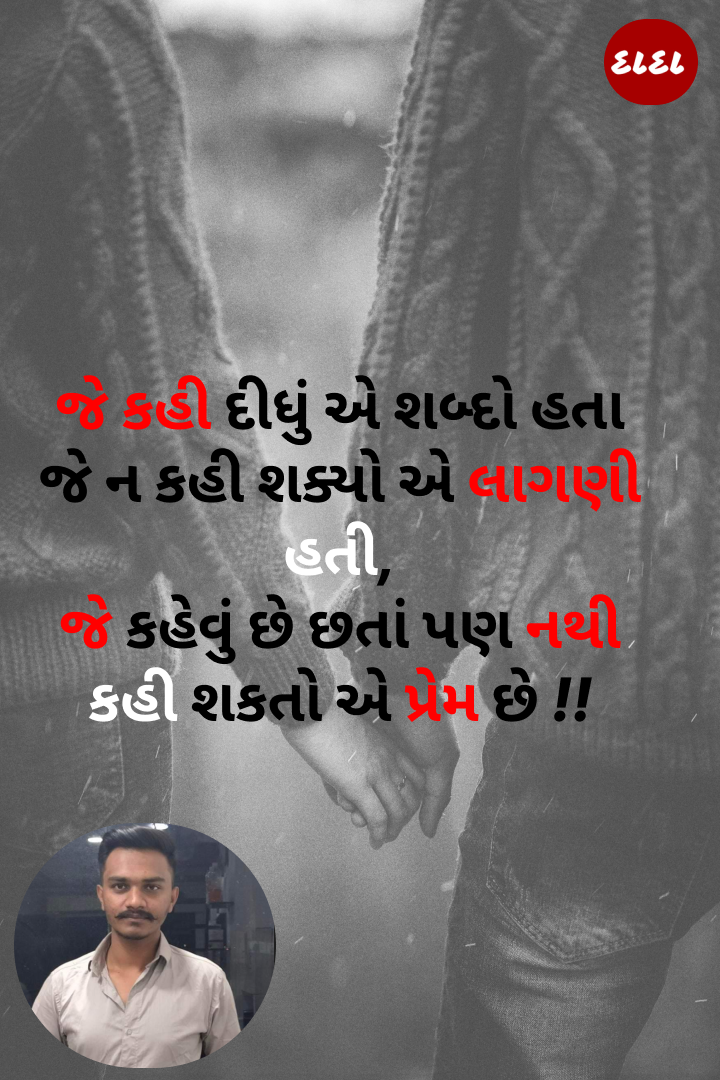 દાદા
જે કહી દીધું એ શબ્દો હતા
જે ન કહી શક્યો એ લાગણી
હતી,
જે કહેવું છે છતાં પણ નથી
કહી શકતો એ પ્રેમ છે !!